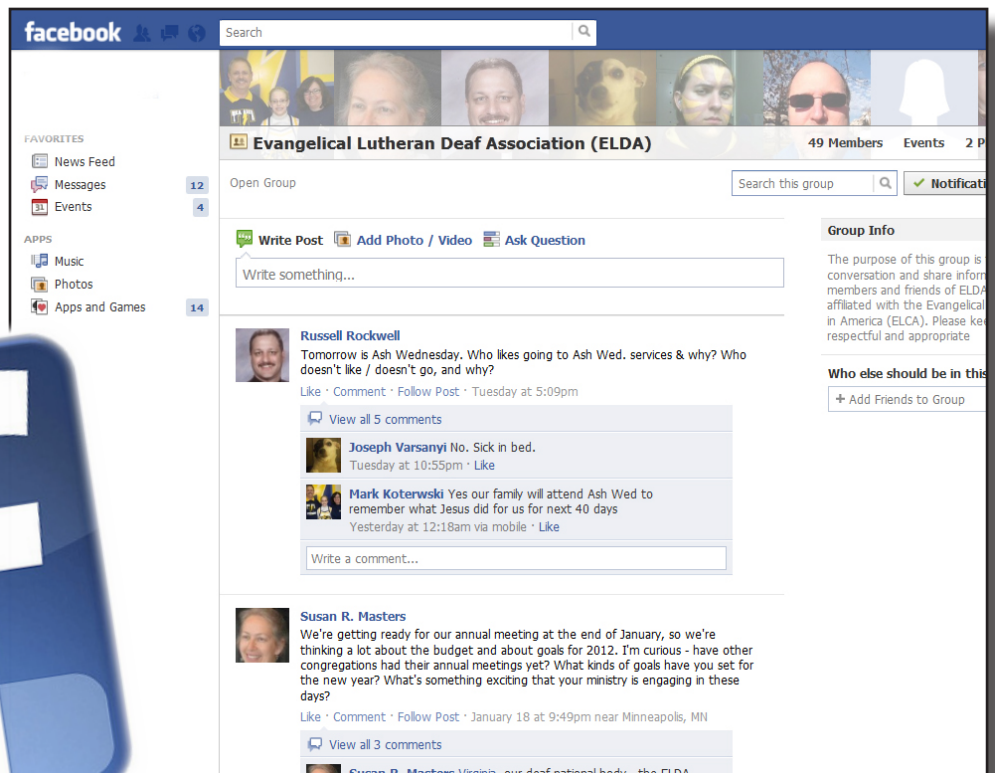 facebook
Search
Evangelical Lutheran Deaf Association (ELDA)
49 Members Events 2 P
FAVORITES
News Feed
Messages 12
31 Events 4
APPS
Music
Photos
Apps and Games 14
Open Group
Search this group
Notificati
Write Post Add Photo / Video Ask Question
Write something...
Russell Rockwell
Tomorrow is Ash Wednesday. Who likes going to Ash Wed. services & why? Who
doesn't like / doesn't go, and why?
Like · Comment · Follow Post · Tuesday at 5:09pm
View all 5 comments
Joseph Varsanyi No. Sick in bed.
Tuesday at 10:55pm · Like
Mark Koterwski Yes our family will attend Ash Wed to
remember what Jesus did for us for next 40 days
Yesterday at 12:18am via mobile · Like
Write a comment...
Susan R. Masters
We're getting ready for our annual meeting at the end of January, so we're
thinking a lot about the budget and about goals for 2012. I'm curious - have other
congregations had their annual meetings yet? What kinds of goals have you set for
the new year? What's something exciting that your ministry is engaging in these
days?
Like · Comment · Follow Post · January 18 at 9:49pm near Minneapolis, MN
View all 3 comments
Susan R. Masters Virginia, our deaf national body - the ELDA
Group Info
The purpose of this group is
conversation and share inform
members and friends of ELDA
affiliated with the Evangelical
in America (ELCA). Please kee
respectful and appropriate
Who else should be in this
+ Add Friends to Group